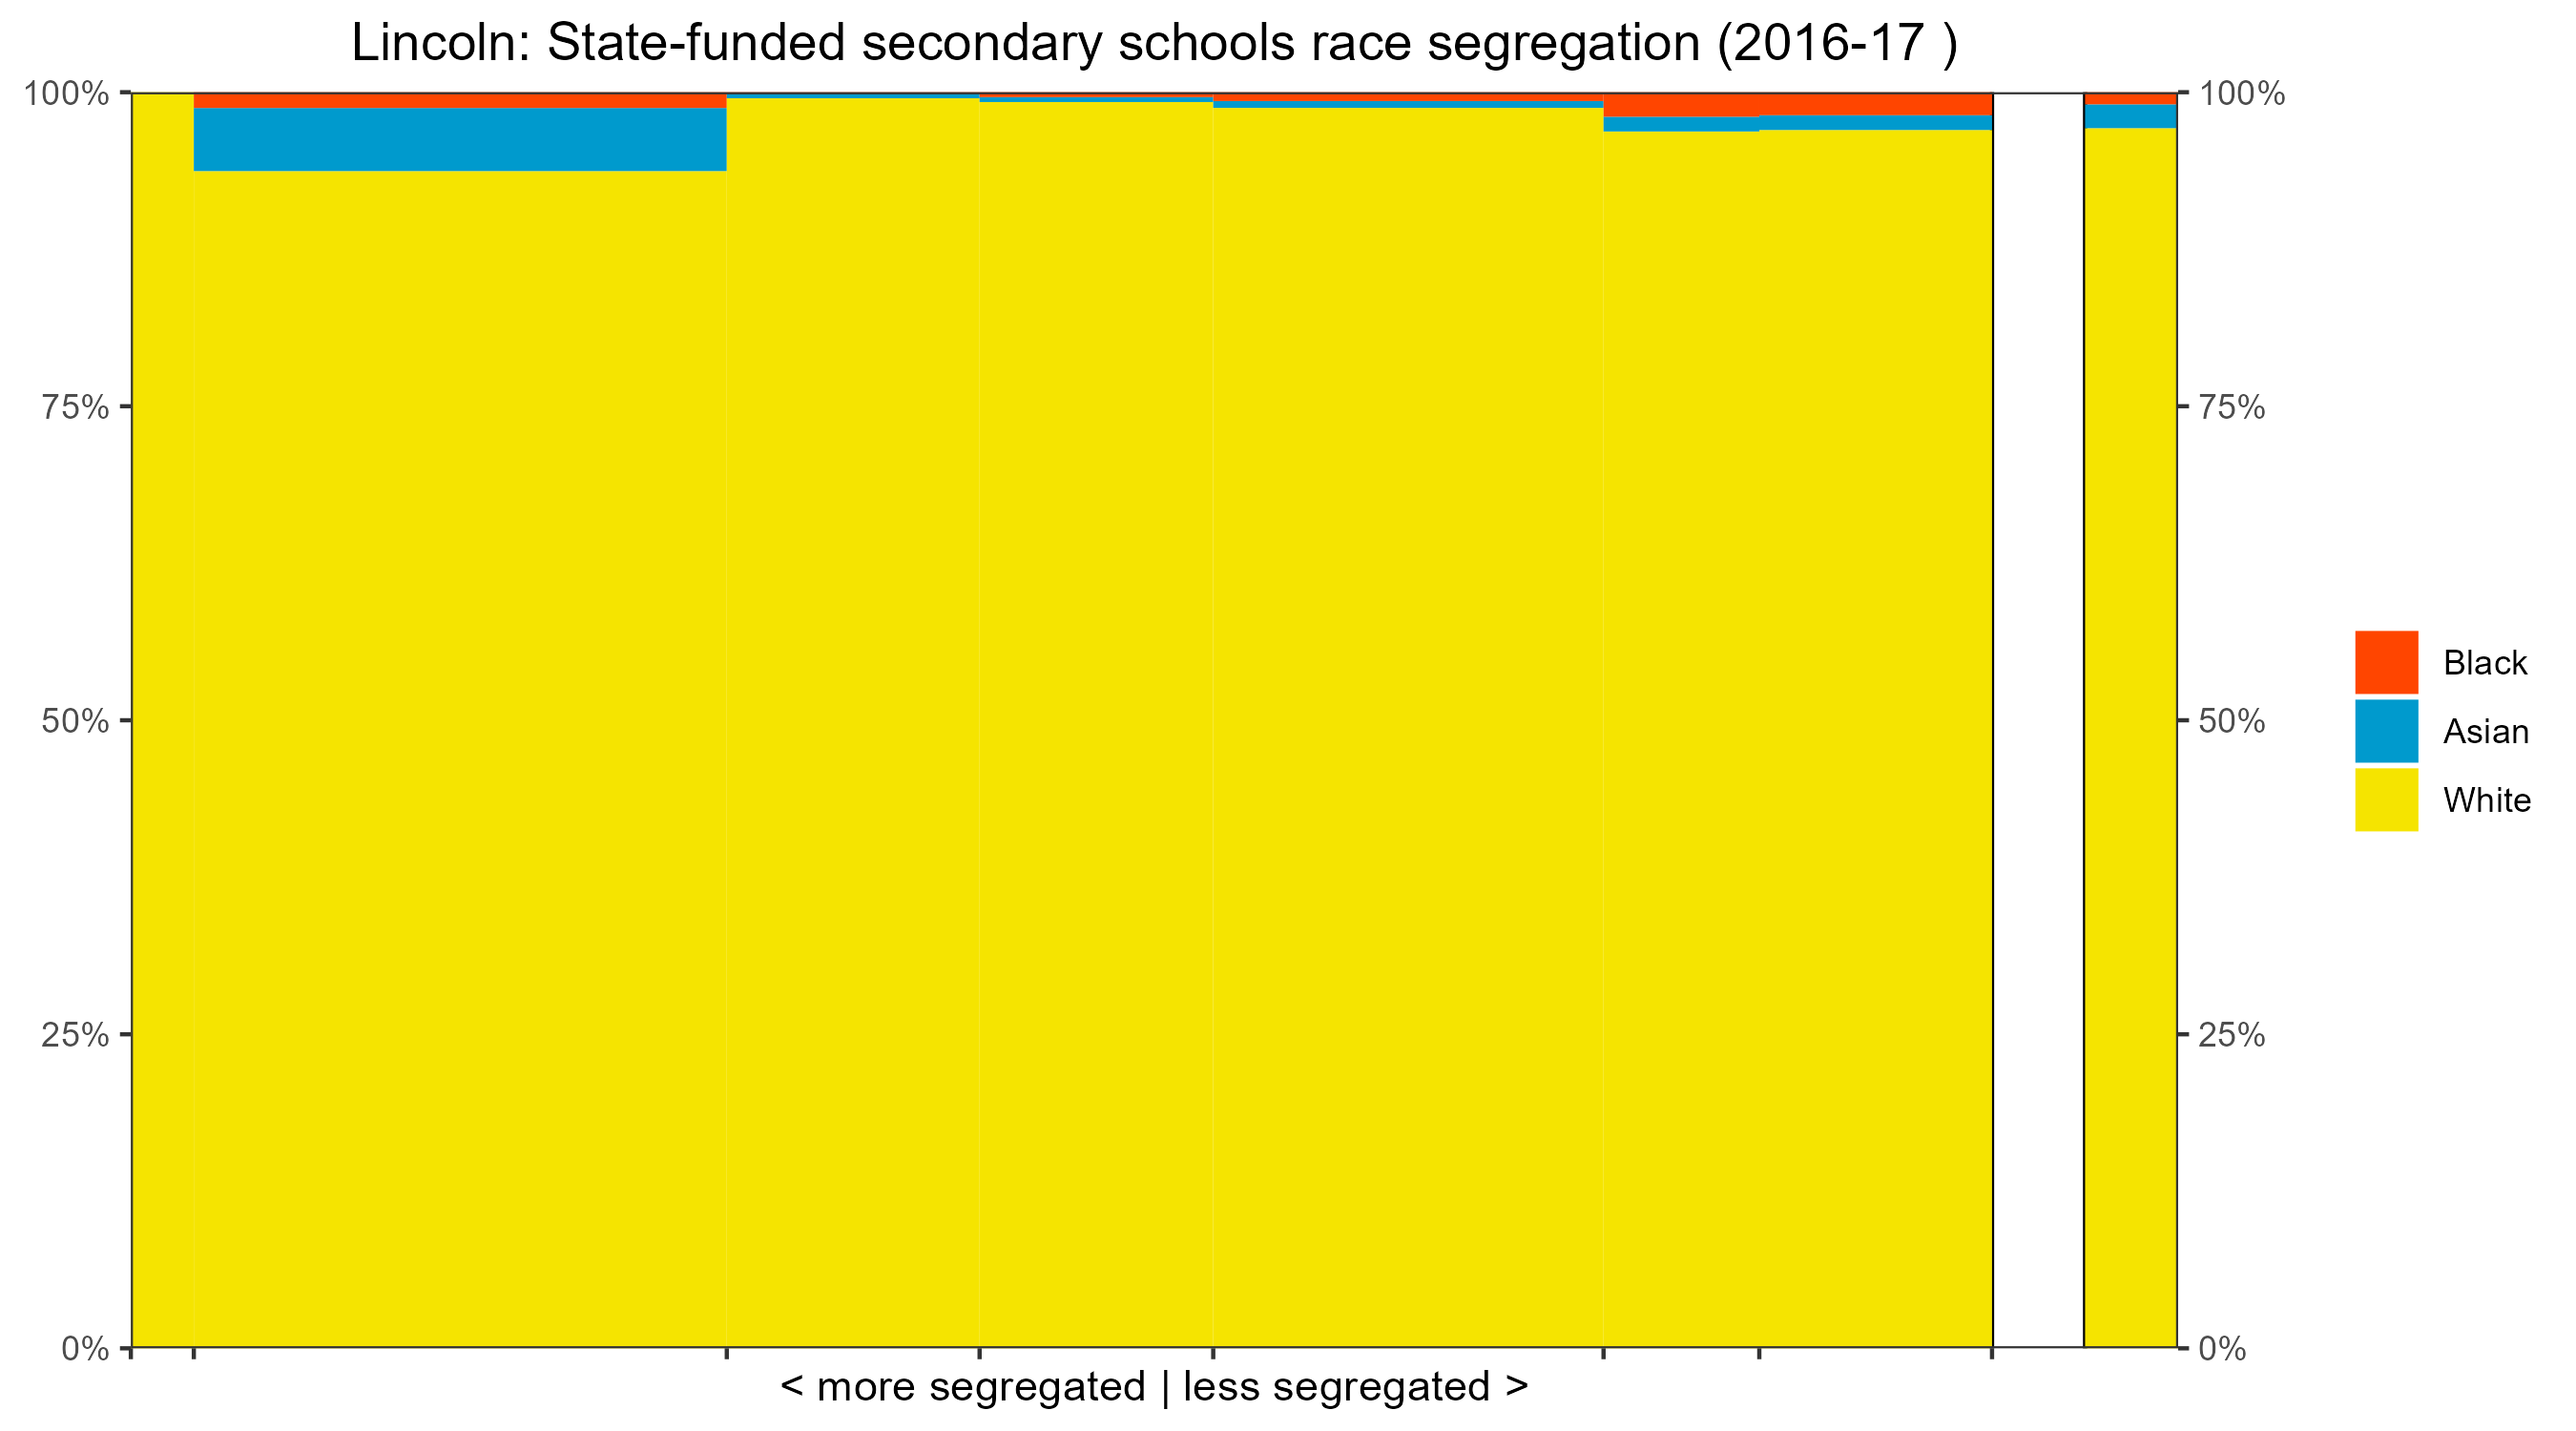 Lincoln: State-funded secondary schools race segregation (2016-17 )
100%
75%
50%
25%
0%
100%
75%
50%
25%
0%
Black
Asian
White
< more segregated | less segregated >